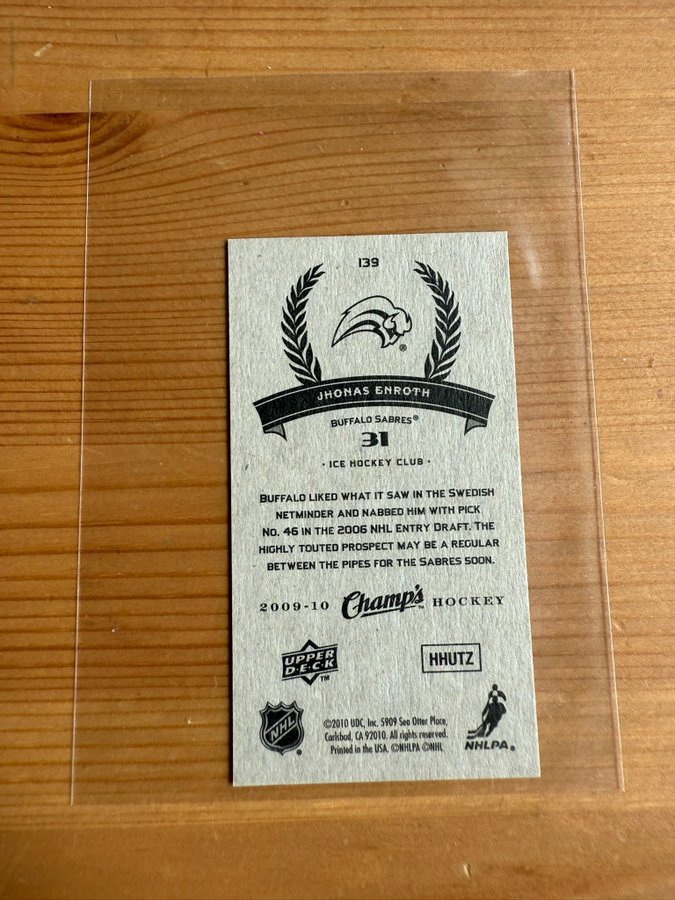 139
®
JHONAS ENROTH
BUFFALO SABRES®
31
· ICE HOCKEY CLUB ·
BUFFALO LIKED WHAT IT SAW IN THE SWEDISH
NETMINDER AND NABBED HIM WITH PICK
NO. 46 IN THE 2006 NHL ENTRY DRAFT. THE
HIGHLY TOUTED PROSPECT MAY BE A REGULAR
BETWEEN THE PIPES FOR THE SABRES SOON.
2009-10 Champ's™ HOCKEY
UPPER
D·E·C·K
™
HHUTZ
NHL
®
©2010 UDC, Inc. 5909 Sea Otter Place,
Carlsbad, CA 92010. All rights reserved.
Printed in the USA. ©NHLPA ©NHL
NHLPA®